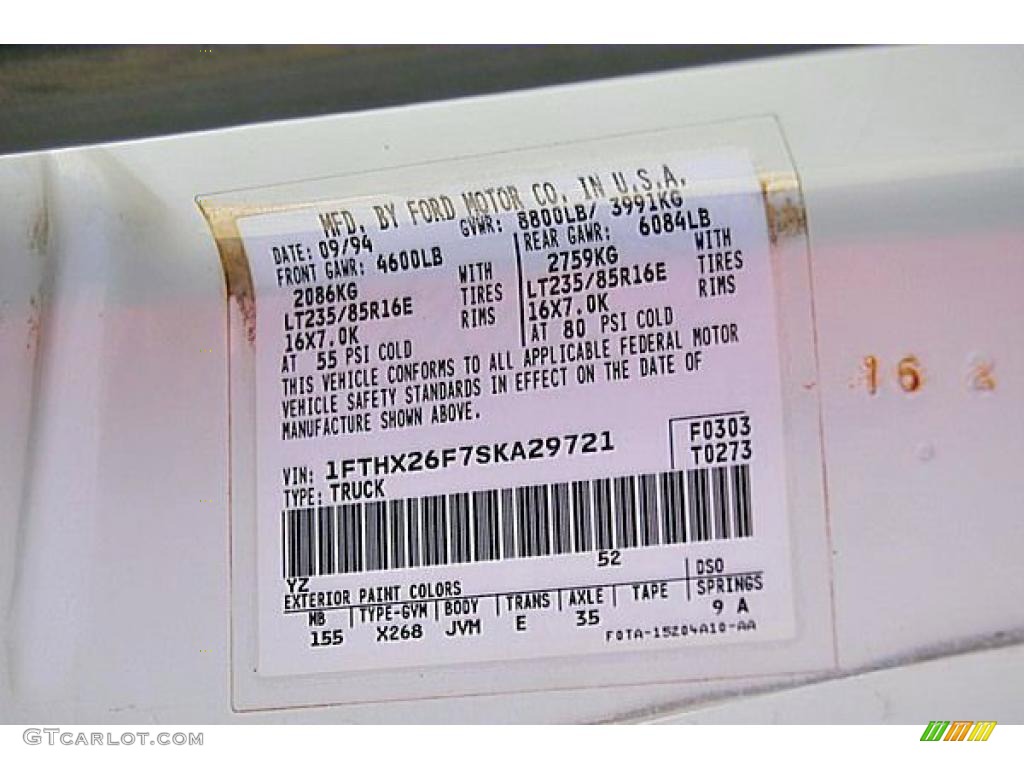 MFD. BY FORD MOTOR CO. IN U.S.A.
DATE: 09/94 GVWR: 8800LB/ 3991KG
FRONT GAWR: 4600LB REAR GAWR: 6084LB
2086KG WITH 2759KG WITH
LT235/85R16E TIRES LT235/85R16E TIRES
16X7.0K RIMS 16X7.0K RIMS
AT 55 PSI COLD AT 80 PSI COLD
THIS VEHICLE CONFORMS TO ALL APPLICABLE FEDERAL MOTOR
VEHICLE SAFETY STANDARDS IN EFFECT ON THE DATE OF
MANUFACTURE SHOWN ABOVE.
VIN: 1FTHX26F7SKA29721 F0303
TYPE: TRUCK T0273
52
YZ
EXTERIOR PAINT COLORS DSO
MB TYPE-GVM BODY TRANS AXLE TAPE SPRINGS
155 X268 JVM E 35 9 A
F0TA-15204A10-AA
16
GTCARLOT.COM